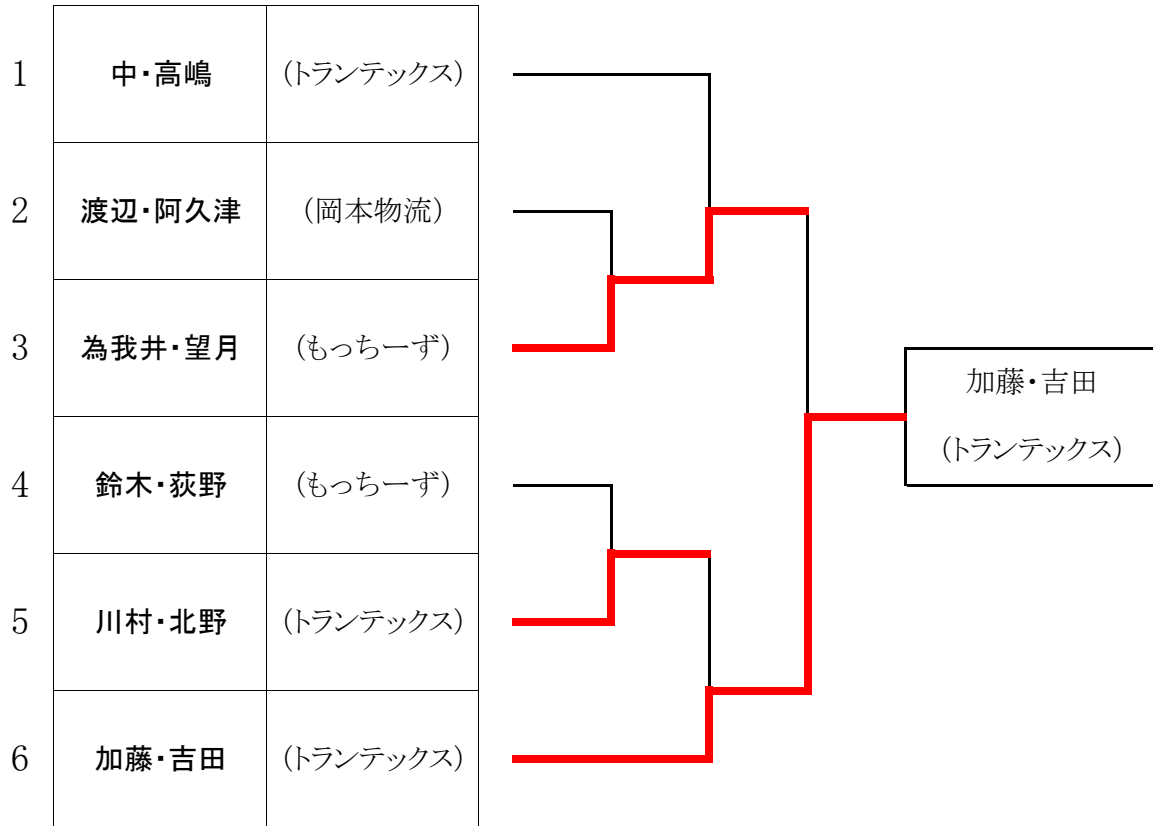 1 中・高嶋 (トランテックス)
2 渡辺・阿久津 (岡本物流)
3 為我井・望月 (もっちーず)
4 鈴木・荻野 (もっちーず)
5 川村・北野 (トランテックス)
6 加藤・吉田 (トランテックス)
加藤・吉田
(トランテックス)